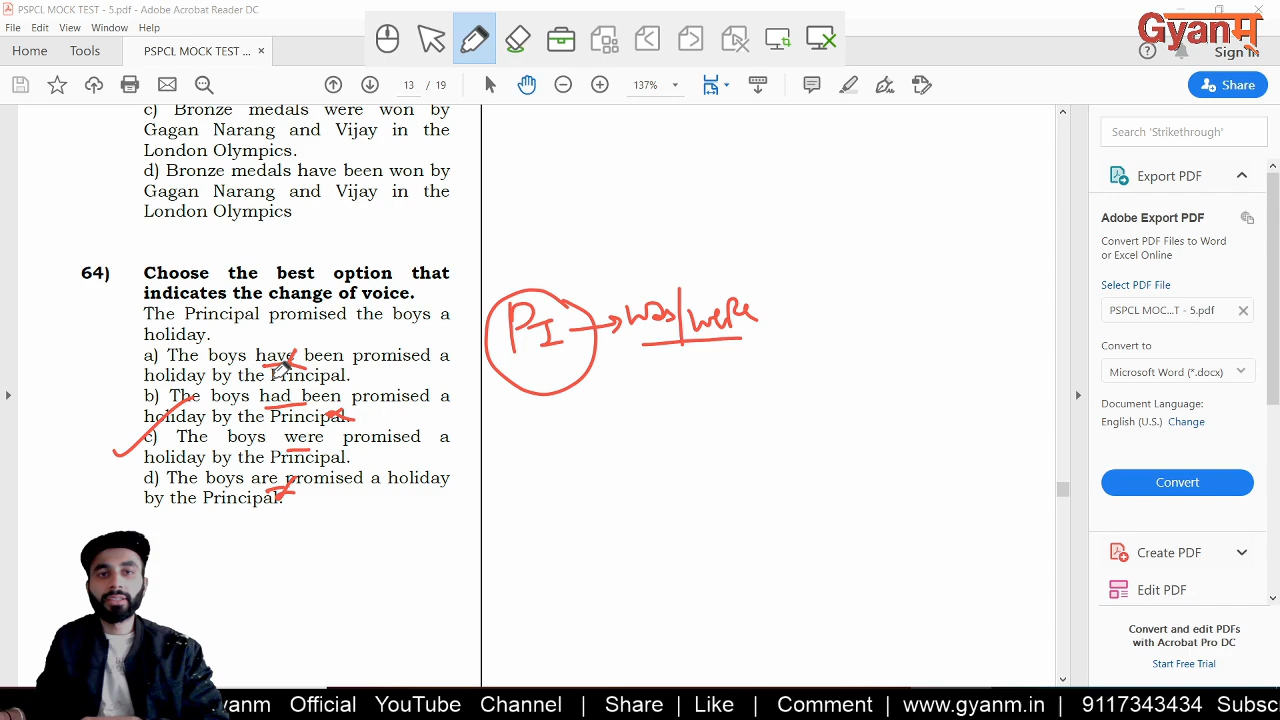 PSPCL MOCK TEST - 5.pdf - Adobe Acrobat Reader DC
File Edit View Window Help
Home Tools PSPCL MOCK TEST ... ×
Gyanम्
Sign In
13 / 19
137%
Share
c) Bronze medals were won by
Gagan Narang and Vijay in the
London Olympics.
d) Bronze medals have been won by
Gagan Narang and Vijay in the
London Olympics
64) Choose the best option that
indicates the change of voice.
The Principal promised the boys a
holiday.
a) The boys have been promised a
holiday by the Principal.
b) The boys had been promised a
holiday by the Principal.
c) The boys were promised a
holiday by the Principal.
d) The boys are promised a holiday
by the Principal.
PI → was/were
Search 'Strikethrough'
Export PDF
Adobe Export PDF
Convert PDF Files to Word
or Excel Online
Select PDF File
PSPCL MOC...T - 5.pdf
Convert to
Microsoft Word (*.docx)
Document Language:
English (U.S.) Change
Convert
Create PDF
Edit PDF
Convert and edit PDFs
with Acrobat Pro DC
Start Free Trial
ynam Official YouTube Channel | Share | Like | Comment | www.gyanm.in | 9117343434 Subsc